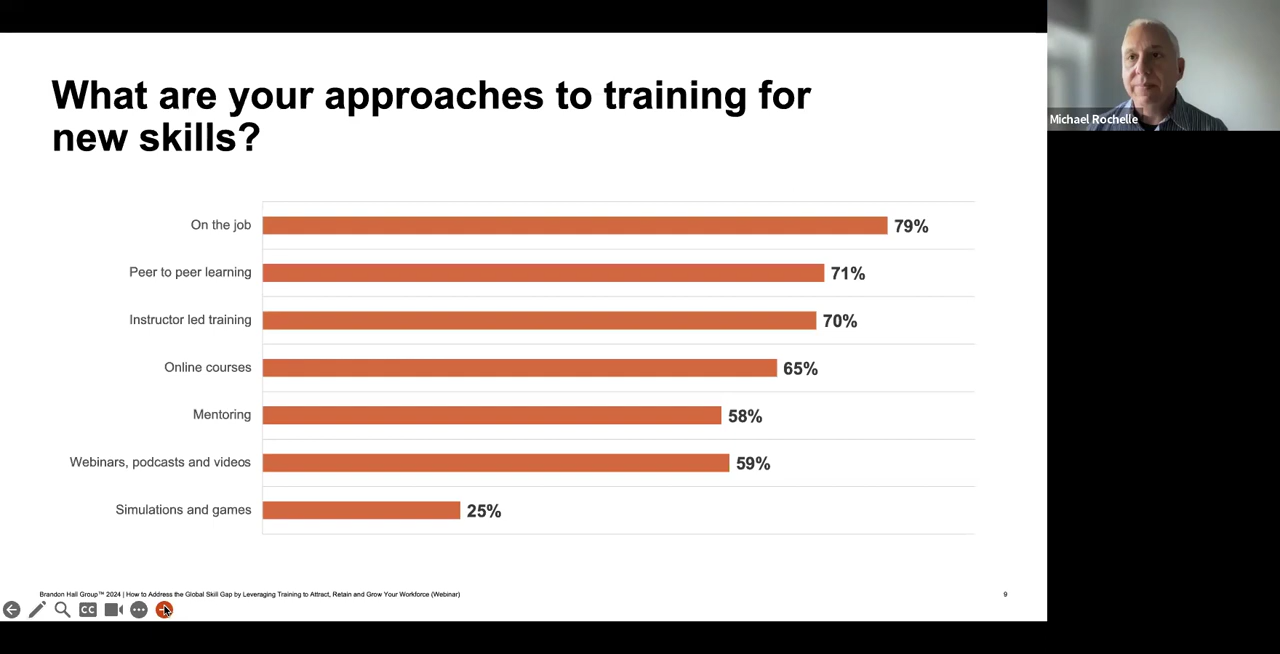 What are your approaches to training for
new skills?
Michael Rochelle
On the job
79%
Peer to peer learning
71%
Instructor led training
70%
Online courses
65%
Mentoring
58%
Webinars, podcasts and videos
59%
Simulations and games
25%
Brandon Hall Group™ 2024 | How to Address the Global Skill Gap by Leveraging Training to Attract, Retain and Grow Your Workforce (Webinar)
9
CC